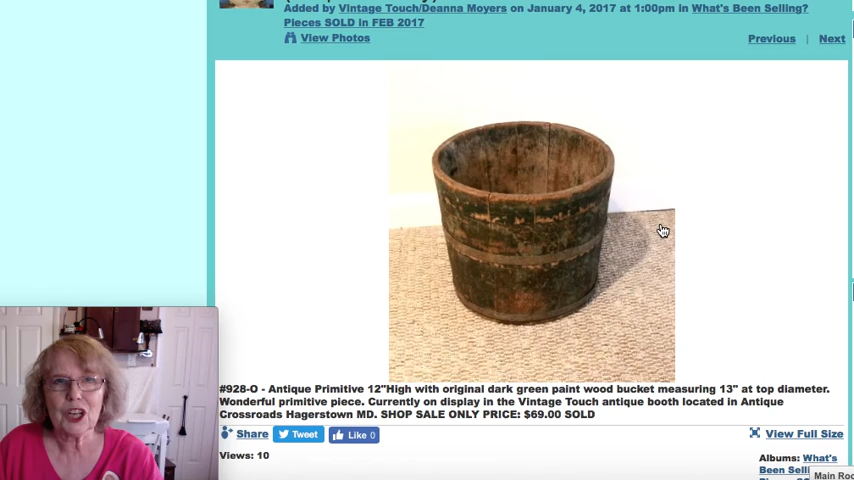 Added by Vintage Touch/Deanna Moyers on January 4, 2017 at 1:00pm in What's Been Selling?
Pieces SOLD in FEB 2017
View Photos
Previous | Next
#928-O - Antique Primitive 12"High with original dark green paint wood bucket measuring 13" at top diameter.
Wonderful primitive piece. Currently on display in the Vintage Touch antique booth located in Antique
Crossroads Hagerstown MD. SHOP SALE ONLY PRICE: $69.00 SOLD
Share Tweet Like 0 View Full Size
Views: 10
Albums: What's
Been Selli
Main Roo